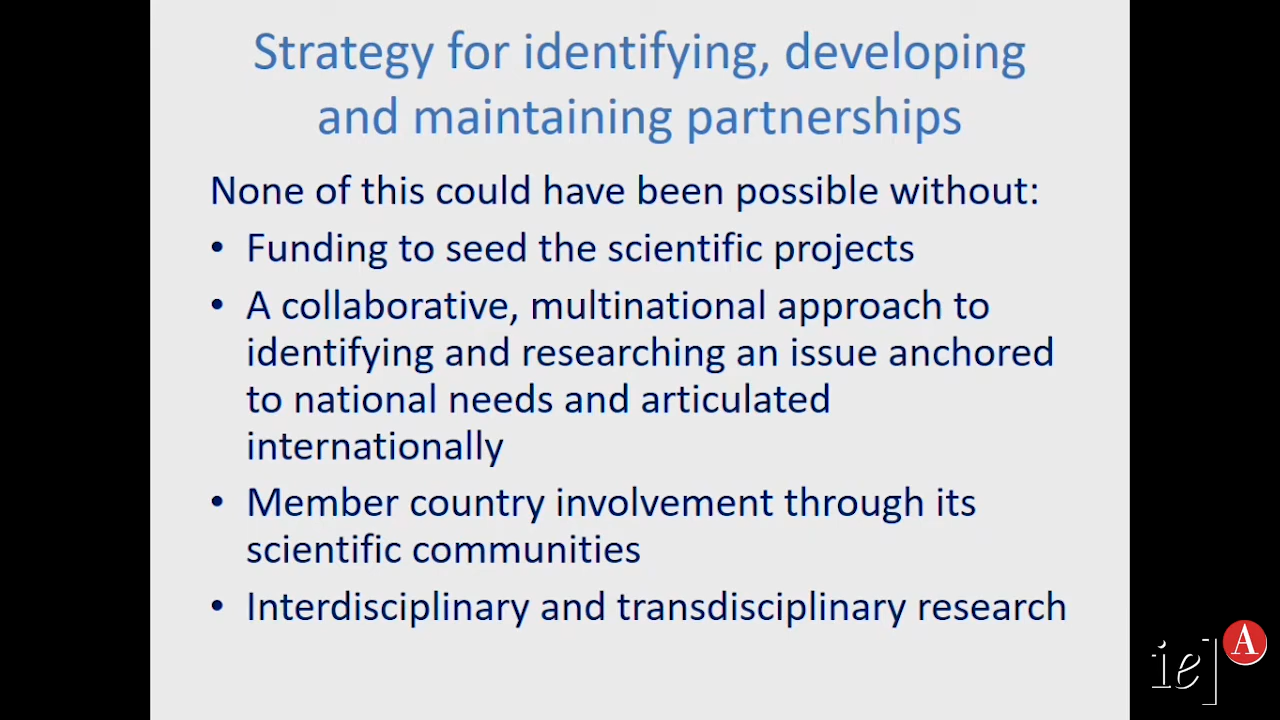 Strategy for identifying, developing
and maintaining partnerships
None of this could have been possible without:
• Funding to seed the scientific projects
• A collaborative, multinational approach to
identifying and researching an issue anchored
to national needs and articulated
internationally
• Member country involvement through its
scientific communities
• Interdisciplinary and transdisciplinary research
ie] A